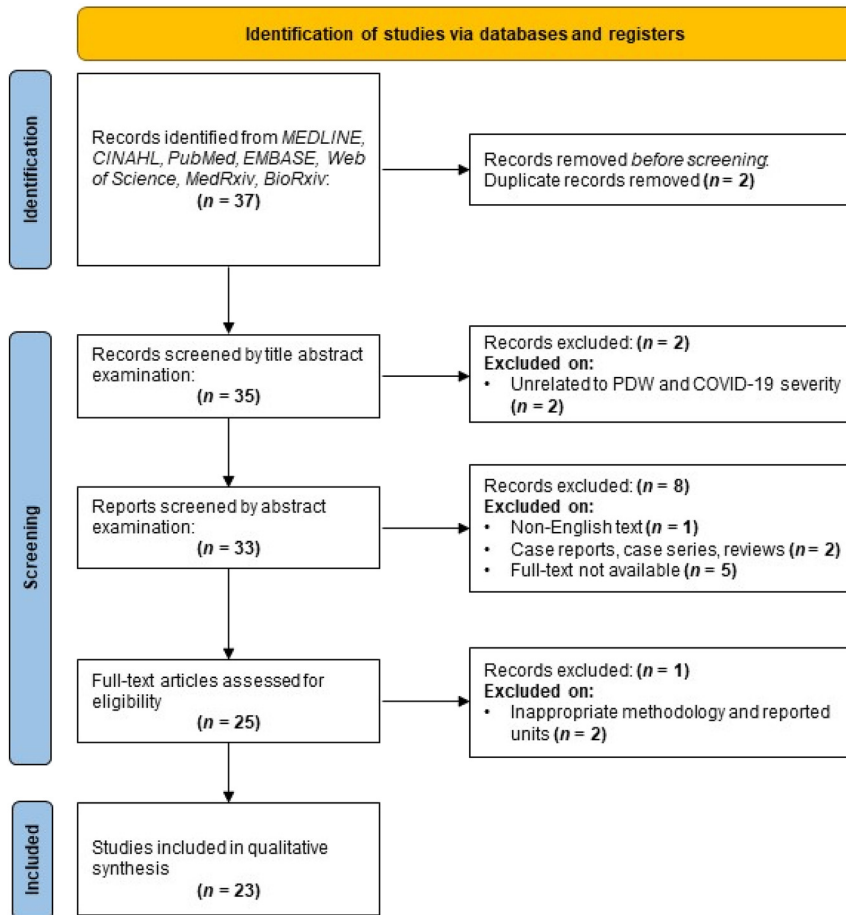 Identification of studies via databases and registers
Identification
Records identified from MEDLINE,
CINAHL, PubMed, EMBASE, Web
of Science, MedRxiv, BioRxiv:
(n = 37)
Records removed before screening:
Duplicate records removed (n = 2)
Screening
Records screened by title abstract
examination:
(n = 35)
Records excluded: (n = 2)
Excluded on:
• Unrelated to PDW and COVID-19 severity
(n = 2)
Reports screened by abstract
examination:
(n = 33)
Records excluded: (n = 8)
Excluded on:
• Non-English text (n = 1)
• Case reports, case series, reviews (n = 2)
• Full-text not available (n = 5)
Full-text articles assessed for
eligibility
(n = 25)
Records excluded: (n = 1)
Excluded on:
• Inappropriate methodology and reported
units (n = 2)
Included
Studies included in qualitative
synthesis
(n = 23)